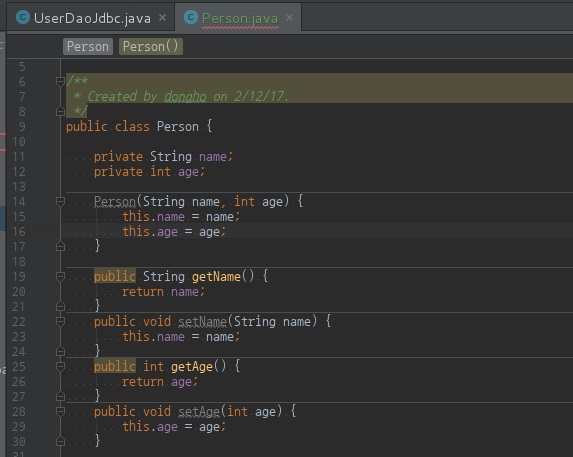 UserDaoJdbc.java Person.java
Person Person()
5
6 /**
7 * Created by dongho on 2/12/17.
8 */
9 public class Person {
10
11 private String name;
12 private int age;
13
14 Person(String name, int age) {
15 this.name = name;
16 this.age = age;
17 }
18
19 public String getName() {
20 return name;
21 }
22 public void setName(String name) {
23 this.name = name;
24 }
25 public int getAge() {
26 return age;
27 }
28 public void setAge(int age) {
29 this.age = age;
30 }
31